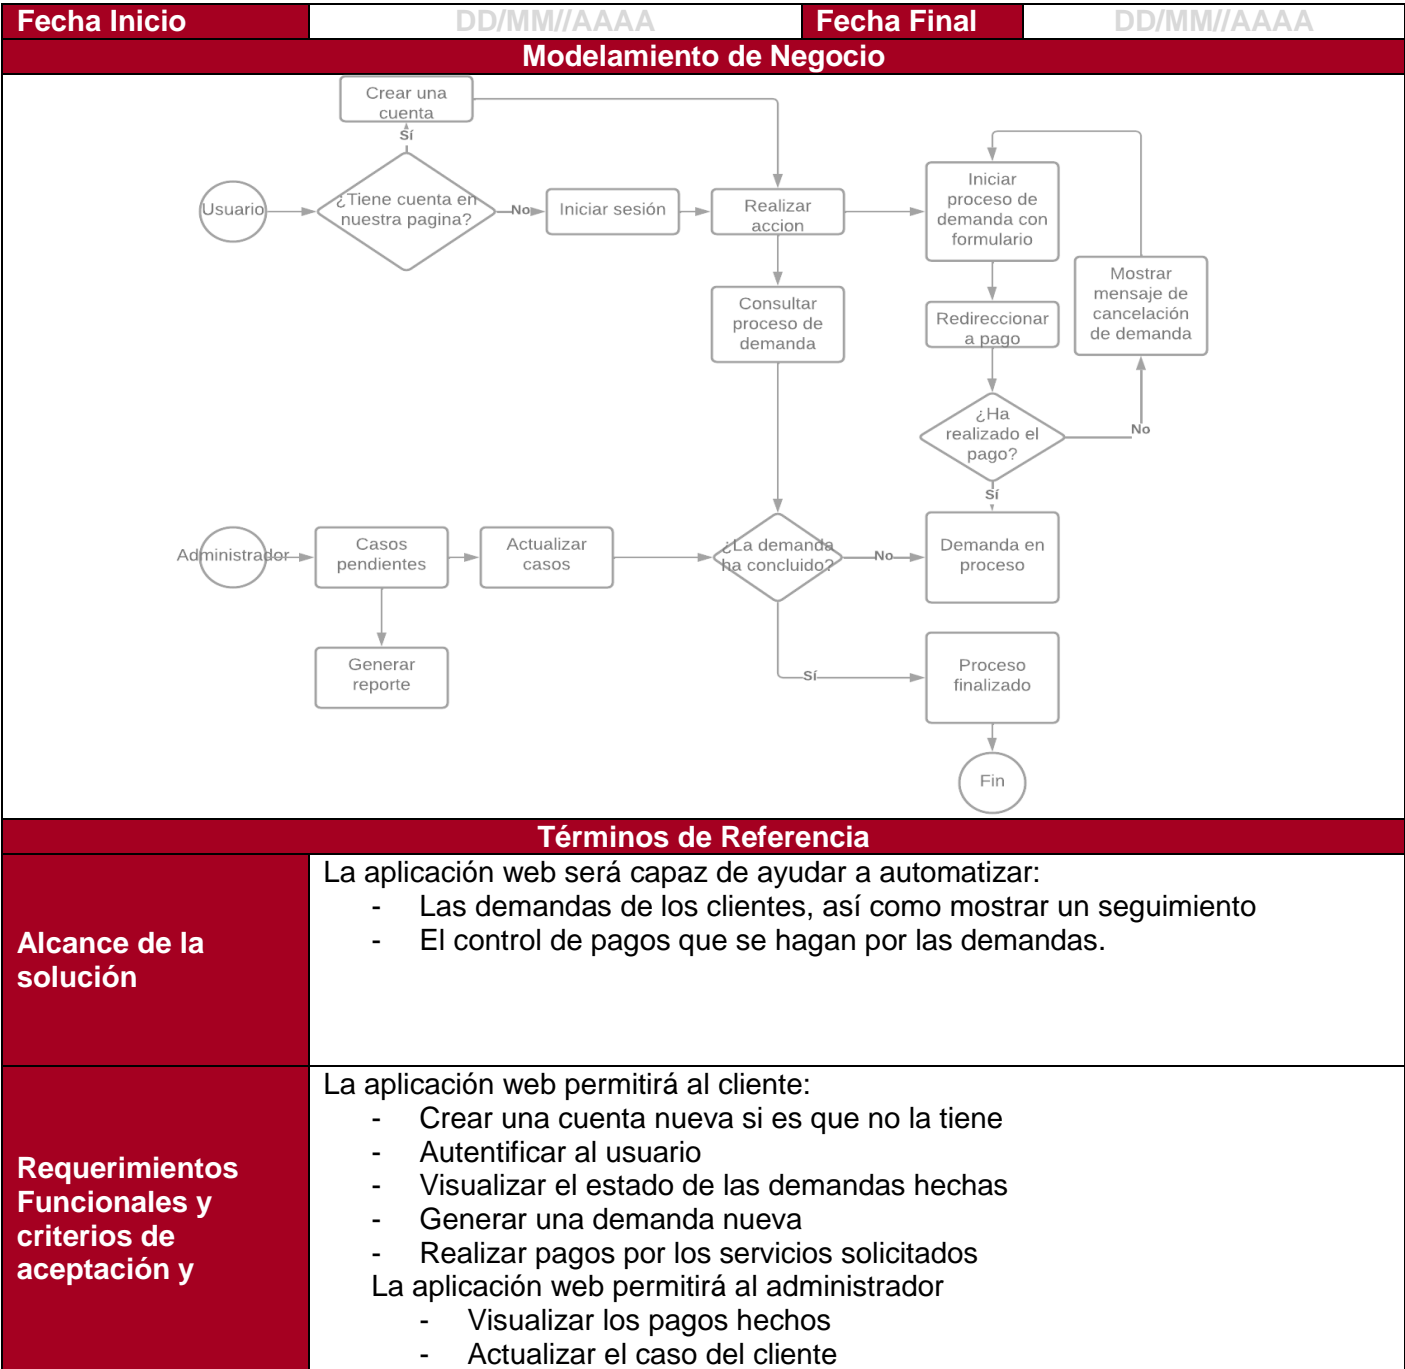 Fecha Inicio DD/MM//AAAA Fecha Final DD/MM//AAAA
Modelamiento de Negocio
Crear una
cuenta
Sí
Usuario
¿Tiene cuenta en
nuestra pagina?
No
Iniciar sesión
Realizar
accion
Iniciar
proceso de
demanda con
formulario
Consultar
proceso de
demanda
Redireccionar
a pago
Mostrar
mensaje de
cancelación
de demanda
¿Ha
realizado el
pago?
No
Sí
Administrador
Casos
pendientes
Actualizar
casos
¿La demanda
ha concluido?
No
Demanda en
proceso
Generar
reporte
Sí
Proceso
finalizado
Fin
Términos de Referencia
Alcance de la
solución
La aplicación web será capaz de ayudar a automatizar:
- Las demandas de los clientes, así como mostrar un seguimiento
- El control de pagos que se hagan por las demandas.
Requerimientos
Funcionales y
criterios de
aceptación y
La aplicación web permitirá al cliente:
- Crear una cuenta nueva si es que no la tiene
- Autentificar al usuario
- Visualizar el estado de las demandas hechas
- Generar una demanda nueva
- Realizar pagos por los servicios solicitados
La aplicación web permitirá al administrador
- Visualizar los pagos hechos
- Actualizar el caso del cliente